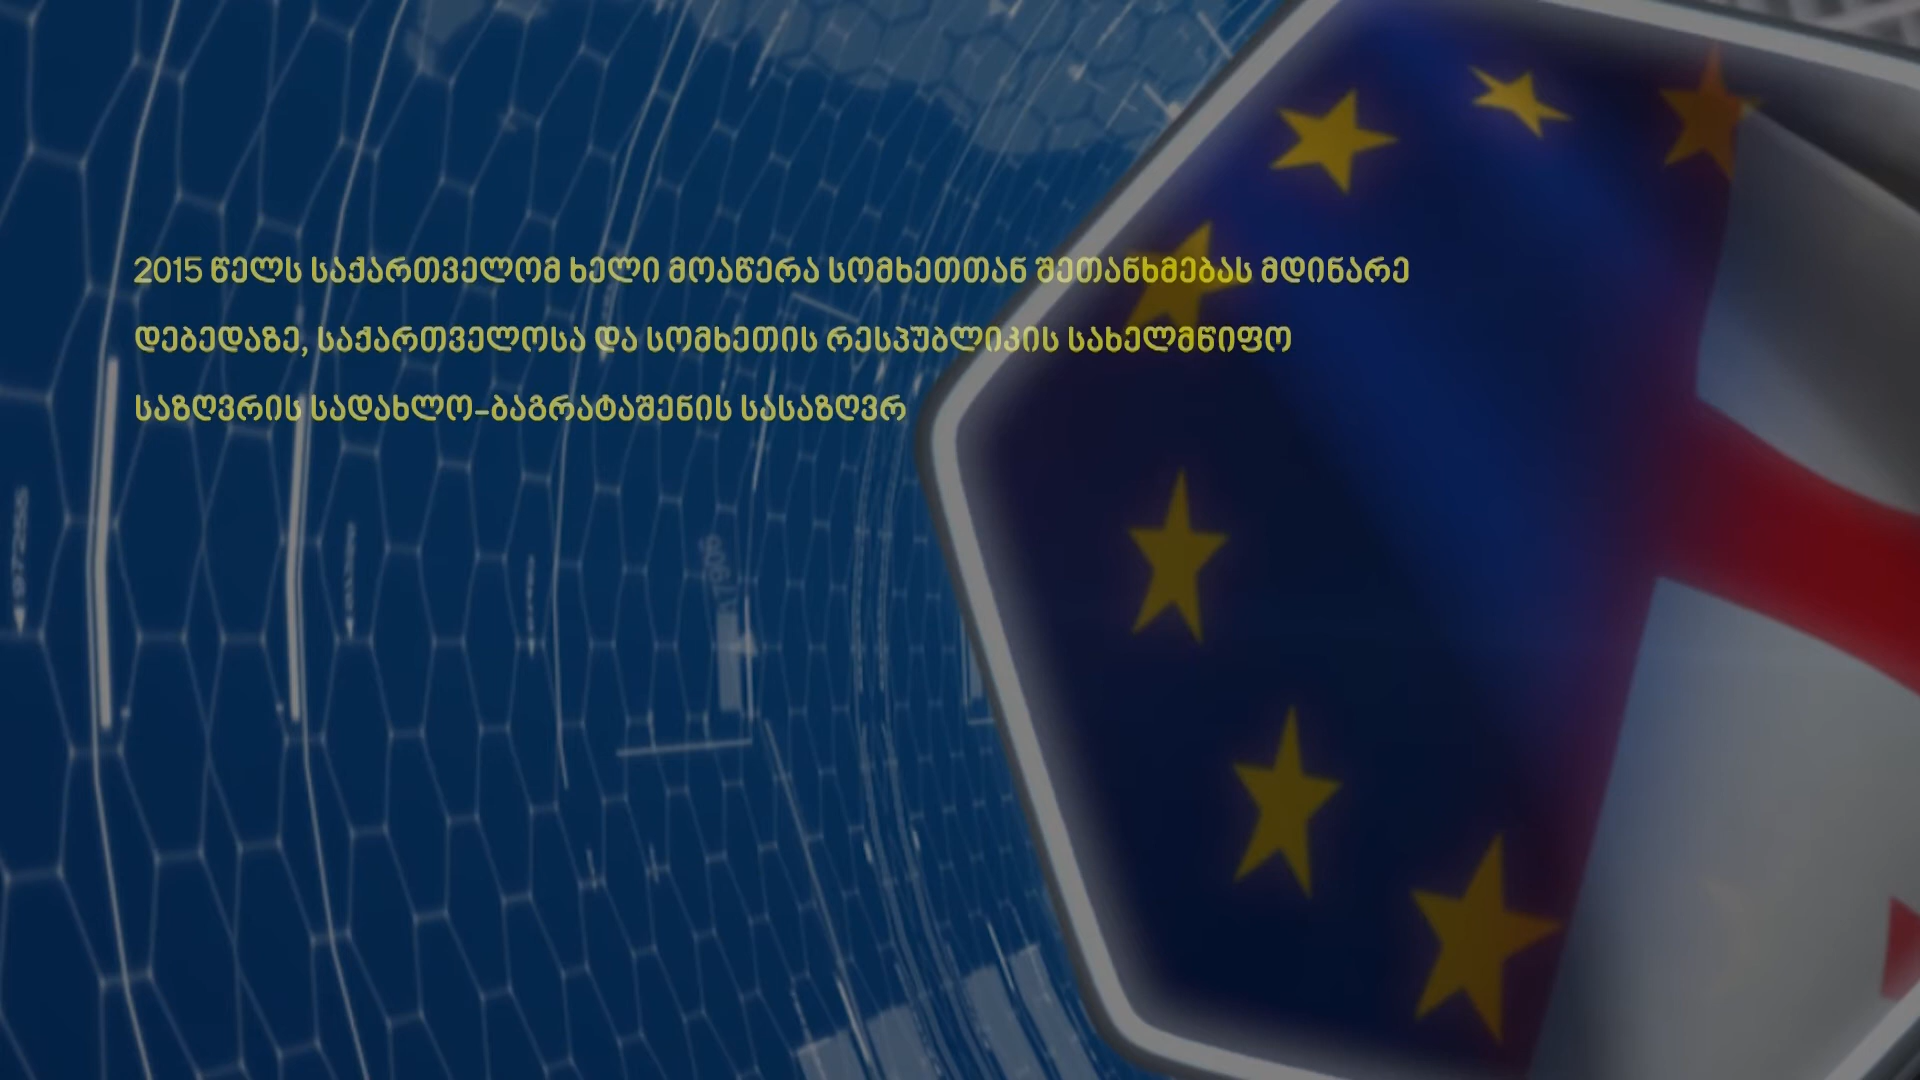 2015 წელს საქართველომ ხელი მოაწერა სომხეთთან შეთანხმებას მდინარე
დებედაზე, საქართველოსა და სომხეთის რესპუბლიკის სახელმწიფო
საზღვრის სადახლო-ბაგრატაშენის სასაზღვრ